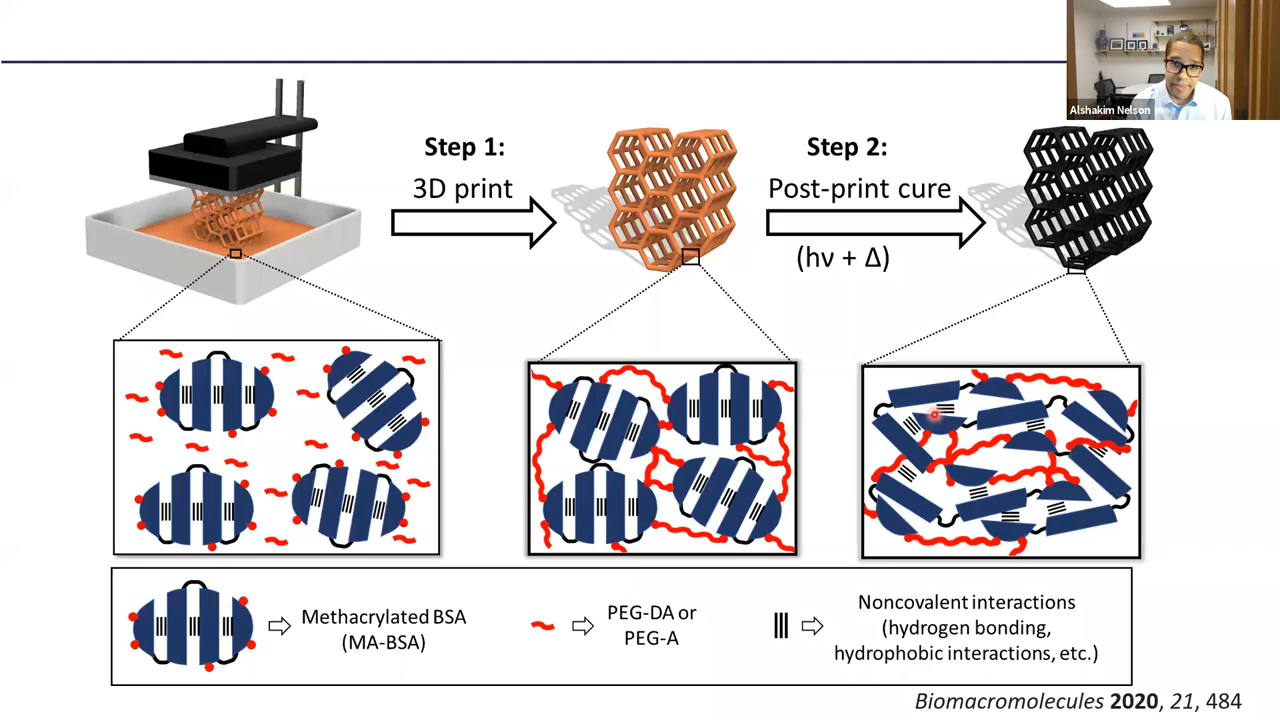 Alshakim Nelson
Step 1:
3D print
Step 2:
Post-print cure
(hν + Δ)
Methacrylated BSA
(MA-BSA)
PEG-DA or
PEG-A
Noncovalent interactions
(hydrogen bonding,
hydrophobic interactions, etc.)
Biomacromolecules 2020, 21, 484